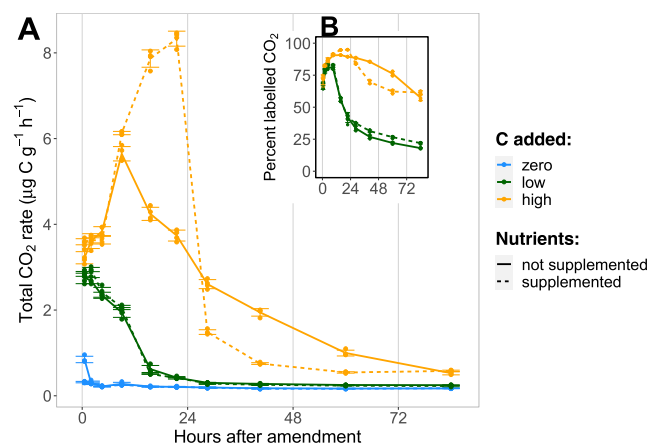 A
B
Total CO₂ rate (µg C g⁻¹ h⁻¹)
8
6
4
2
0
0
24
48
72
Hours after amendment
Percent labelled CO₂
100
75
50
25
0
0
24
48
72
C added:
zero
low
high
Nutrients:
not supplemented
supplemented